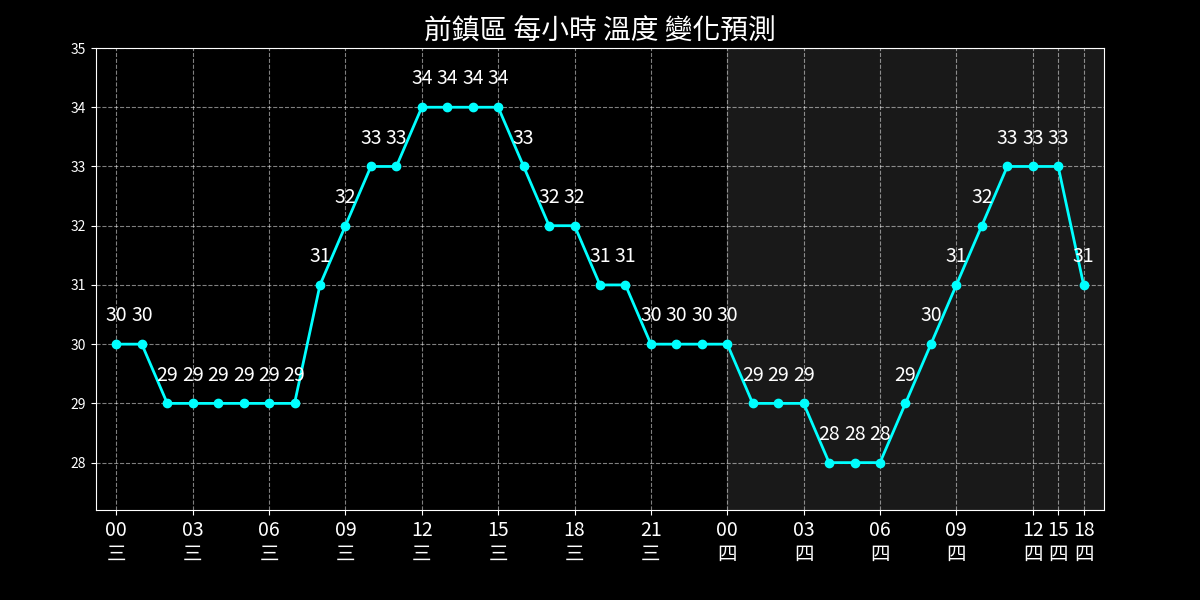 前鎮區 每小時 溫度 變化預測
35
34 34 34 34
34
33 33 33 33 33 33
33
32 32 32 32
32
31 31 31 31 31
31
30 30 30 30 30 30 30
30
29 29 29 29 29 29 29 29 29 29
29
28 28 28
28
00 03 06 09 12 15 18 21 00 03 06 09 12 15 18
三 三 三 三 三 三 三 三 四 四 四 四 四 四 四